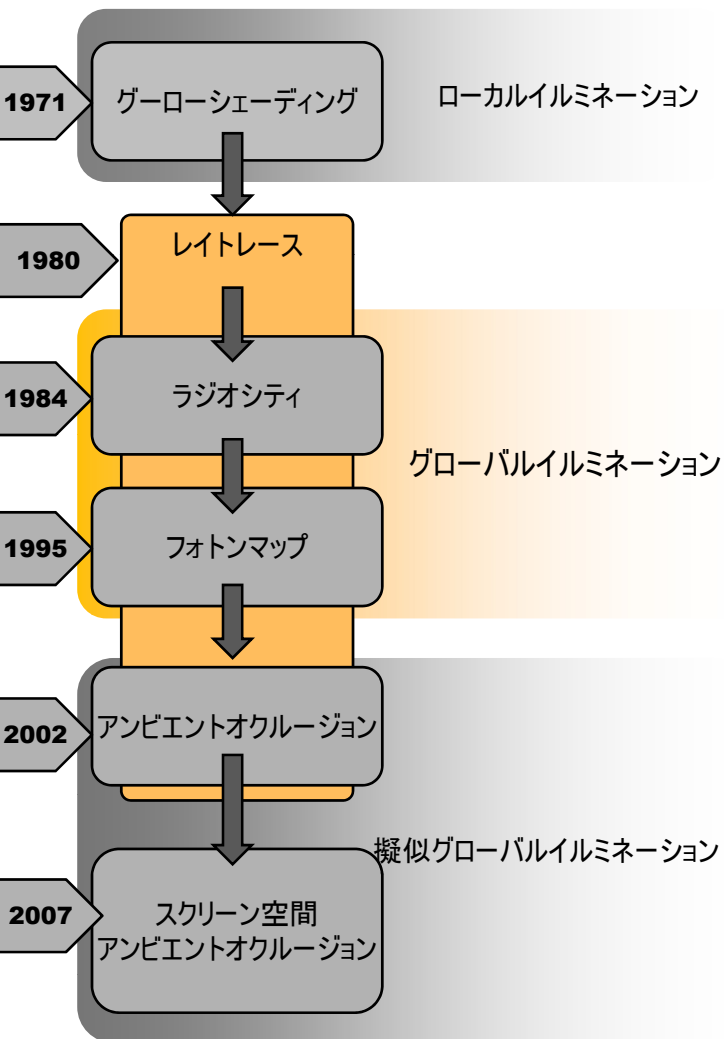 1971
グーローシェーディング
ローカルイルミネーション
1980
レイトレース
1984
ラジオシティ
グローバルイルミネーション
1995
フォトンマップ
2002
アンビエントオクルージョン
擬似グローバルイルミネーション
2007
スクリーン空間
アンビエントオクルージョン